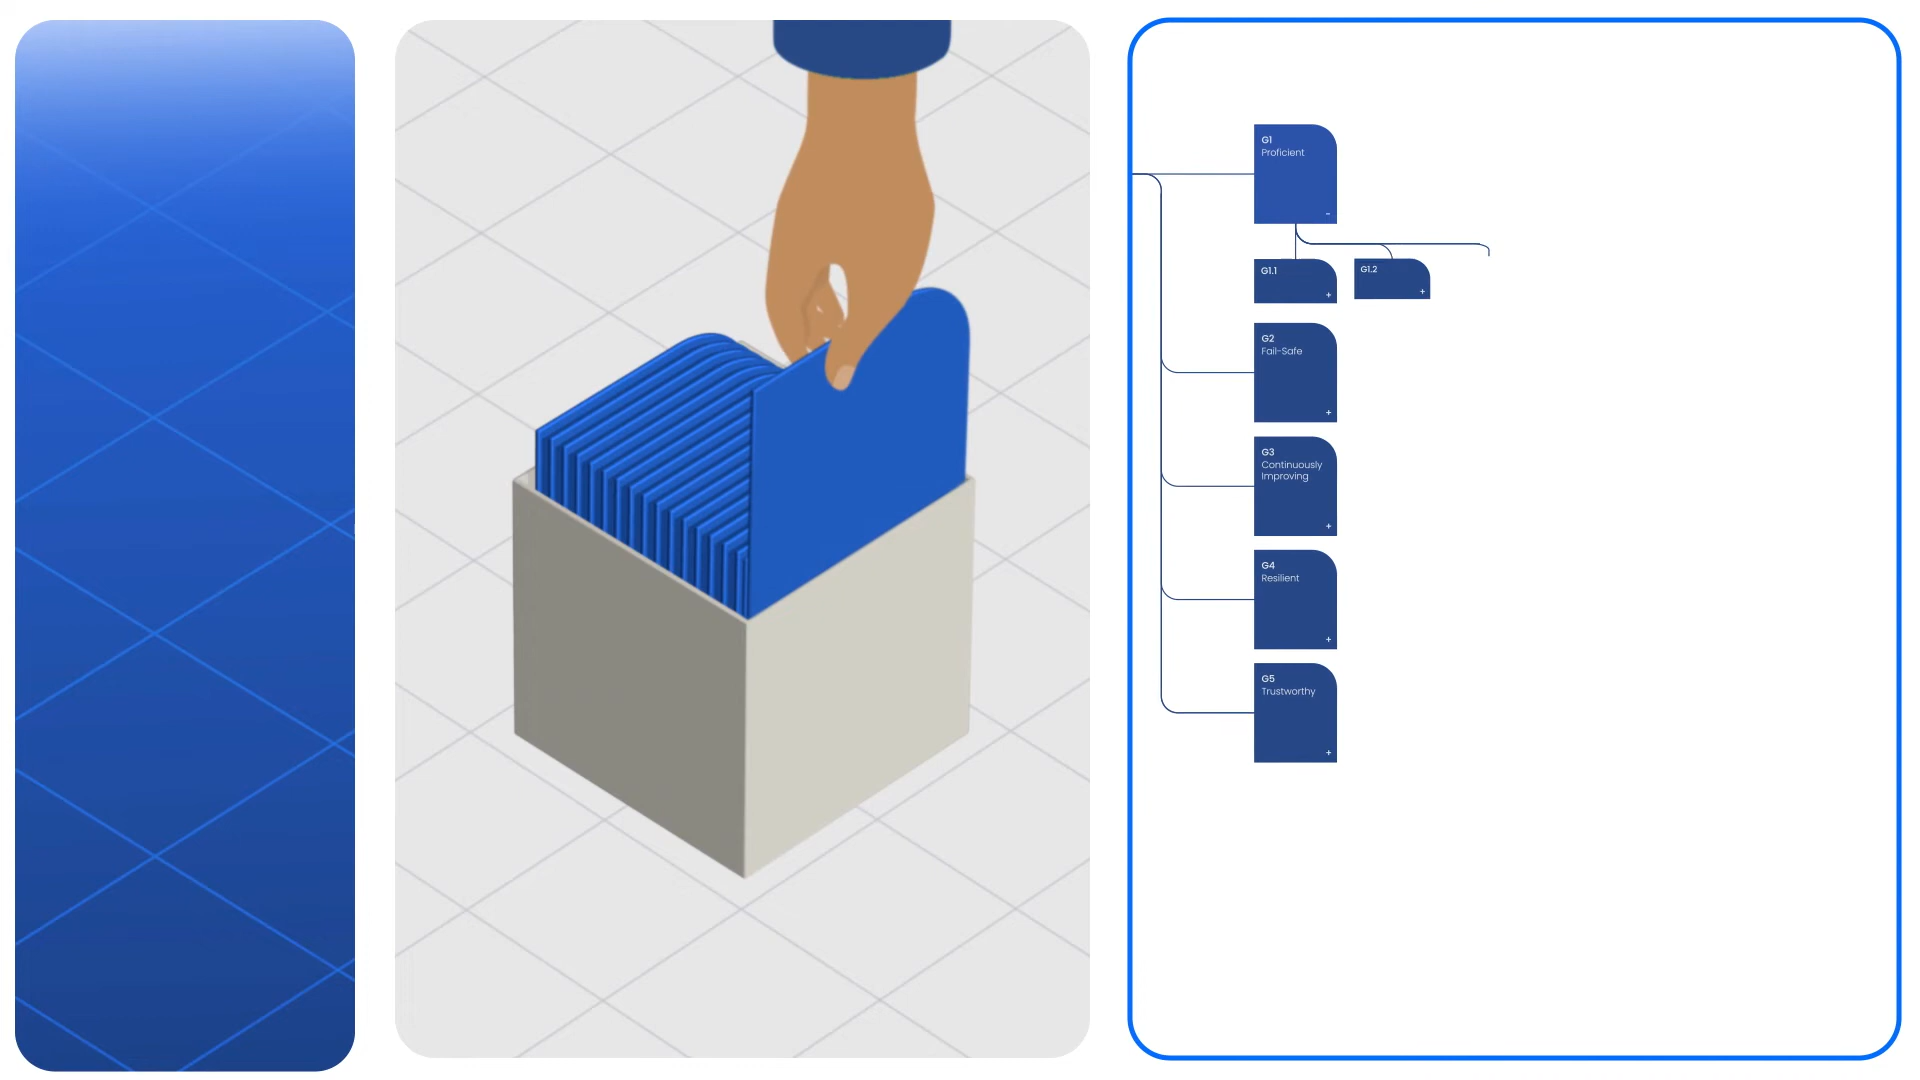 G1
Proficient
-
G1.1
+
G1.2
+
G2
Fail-Safe
+
G3
Continuously
Improving
+
G4
Resilient
+
G5
Trustworthy
+